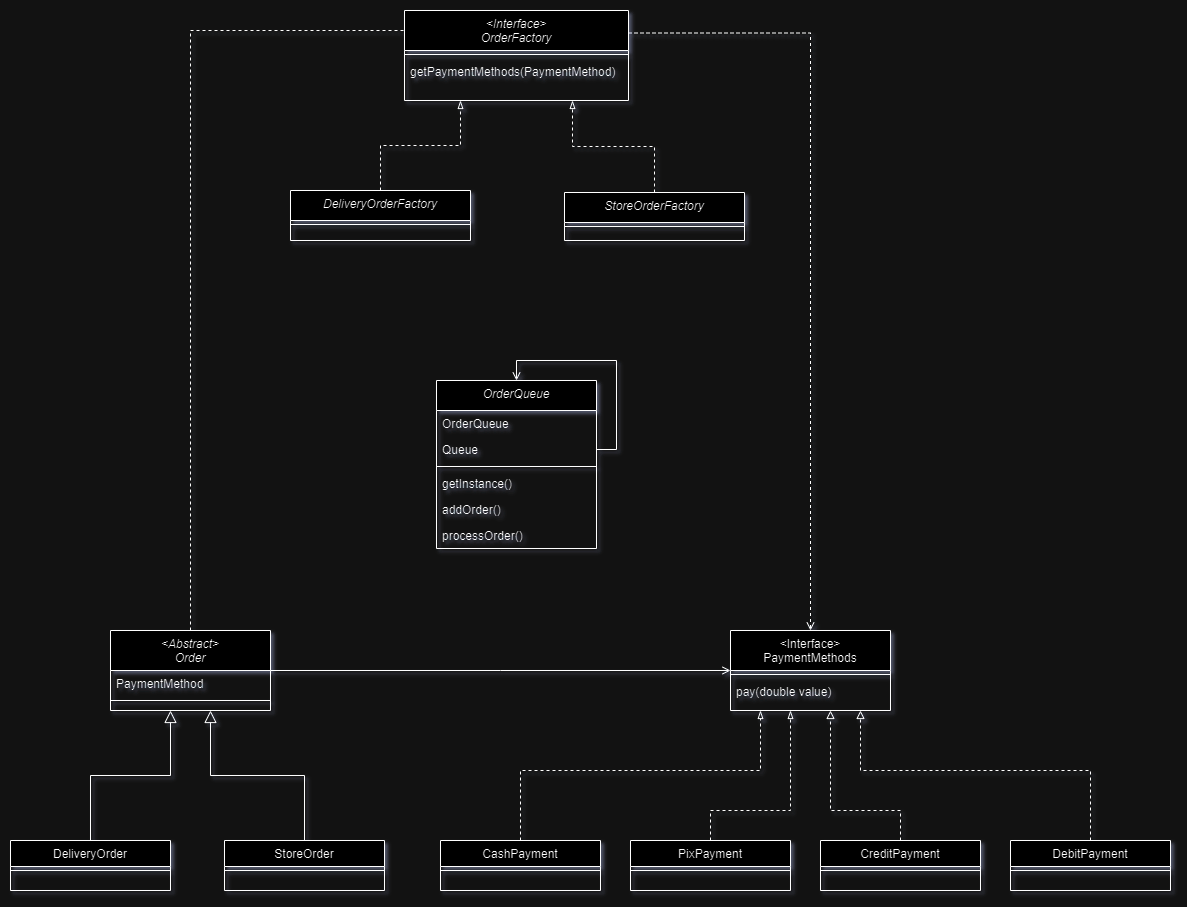 <Interface>
OrderFactory
getPaymentMethods(PaymentMethod)
DeliveryOrderFactory
StoreOrderFactory
OrderQueue
OrderQueue
Queue
getInstance()
addOrder()
processOrder()
<Abstract>
Order
PaymentMethod
<Interface>
PaymentMethods
pay(double value)
DeliveryOrder
StoreOrder
CashPayment
PixPayment
CreditPayment
DebitPayment